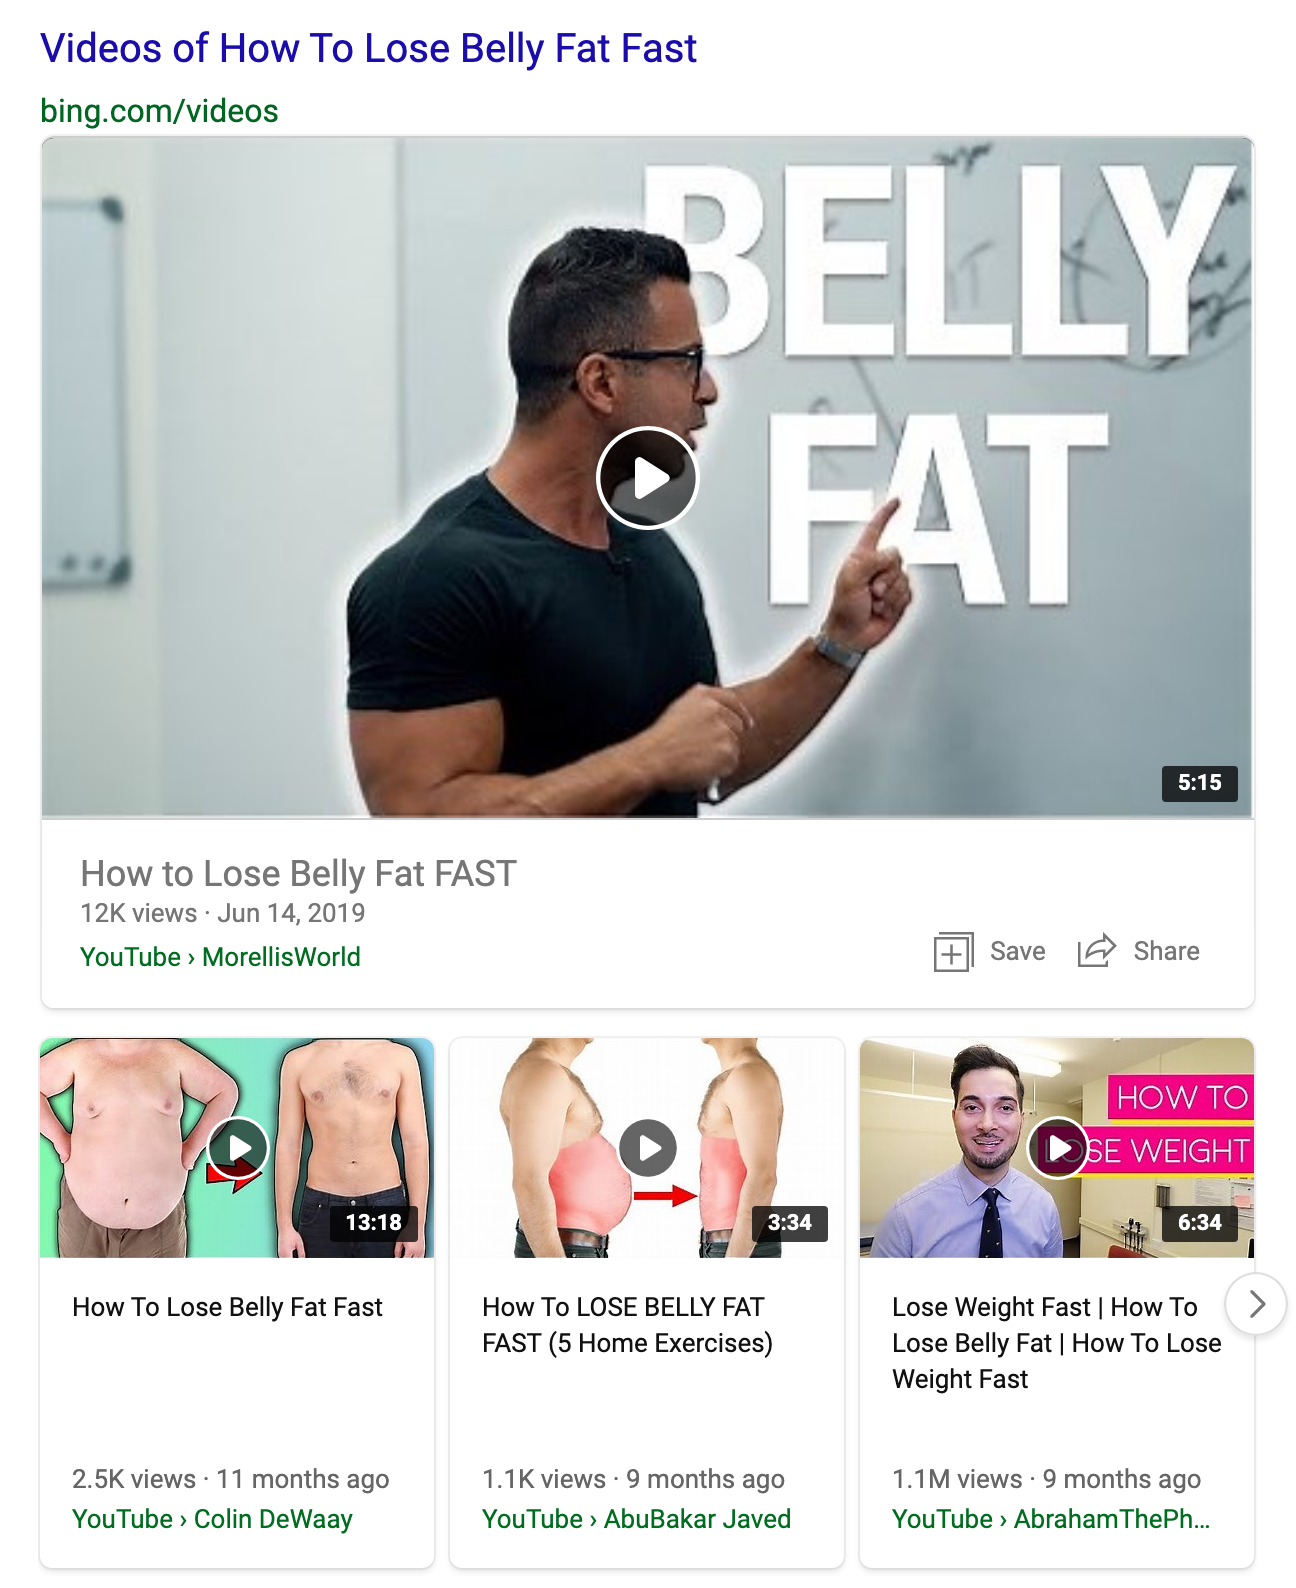 Videos of How To Lose Belly Fat Fast
bing.com/videos
BELLY
FAT
5:15
How to Lose Belly Fat FAST
12K views · Jun 14, 2019
YouTube › MorellisWorld
Save
Share
13:18
How To Lose Belly Fat Fast
2.5K views · 11 months ago
YouTube › Colin DeWaay
3:34
How To LOSE BELLY FAT
FAST (5 Home Exercises)
1.1K views · 9 months ago
YouTube › AbuBakar Javed
HOW TO
LOSE WEIGHT
6:34
Lose Weight Fast | How To
Lose Belly Fat | How To Lose
Weight Fast
1.1M views · 9 months ago
YouTube › AbrahamThePh...